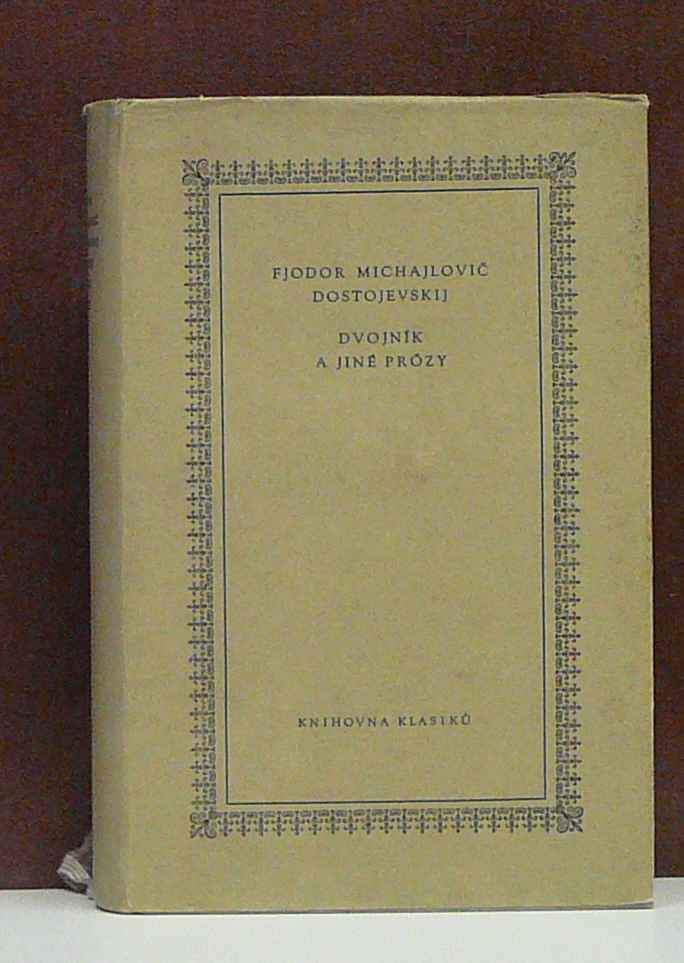 FJODOR MICHAJLOVIČ
DOSTOJEVSKIJ
DVOJNÍK
A JINÉ PRÓZY
KNIHOVNA KLASIKŮ